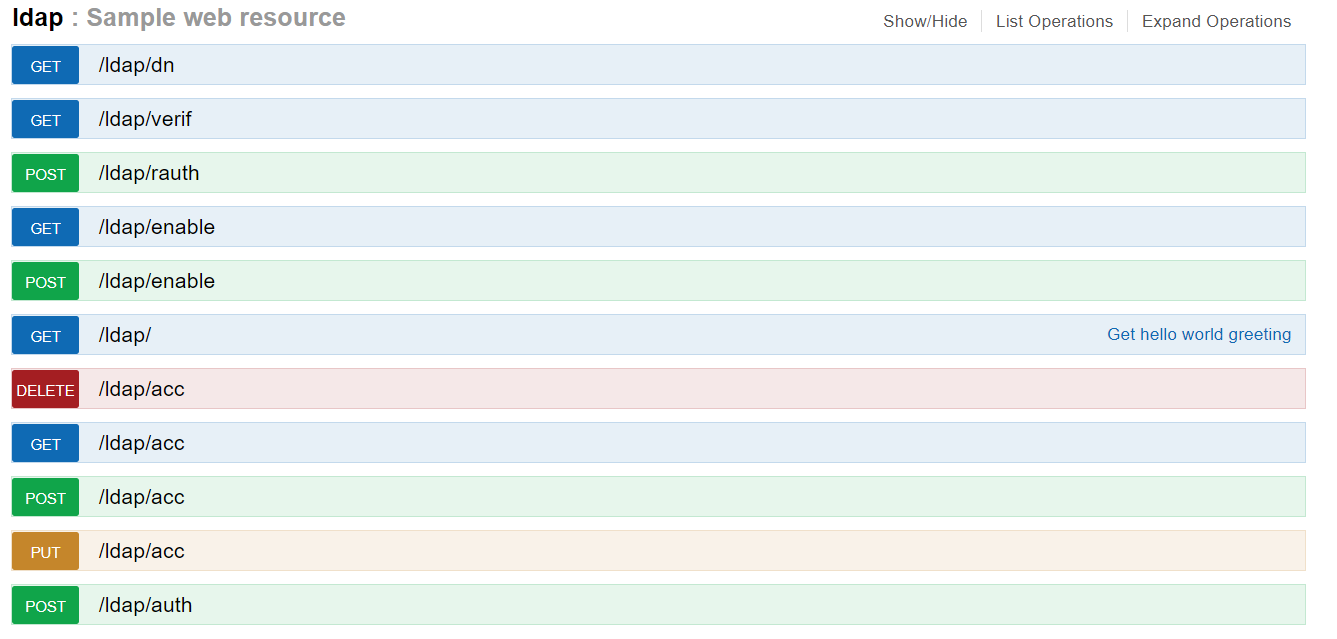 ldap : Sample web resource Show/Hide List Operations Expand Operations
GET /ldap/dn
GET /ldap/verif
POST /ldap/rauth
GET /ldap/enable
POST /ldap/enable
GET /ldap/ Get hello world greeting
DELETE /ldap/acc
GET /ldap/acc
POST /ldap/acc
PUT /ldap/acc
POST /ldap/auth